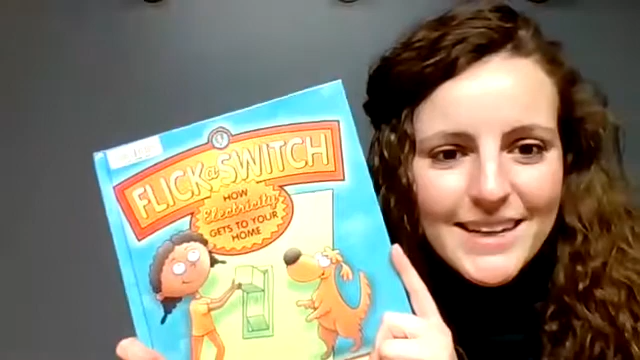 FLICK a SWITCH
HOW
Electricity
GETS TO YOUR
HOME